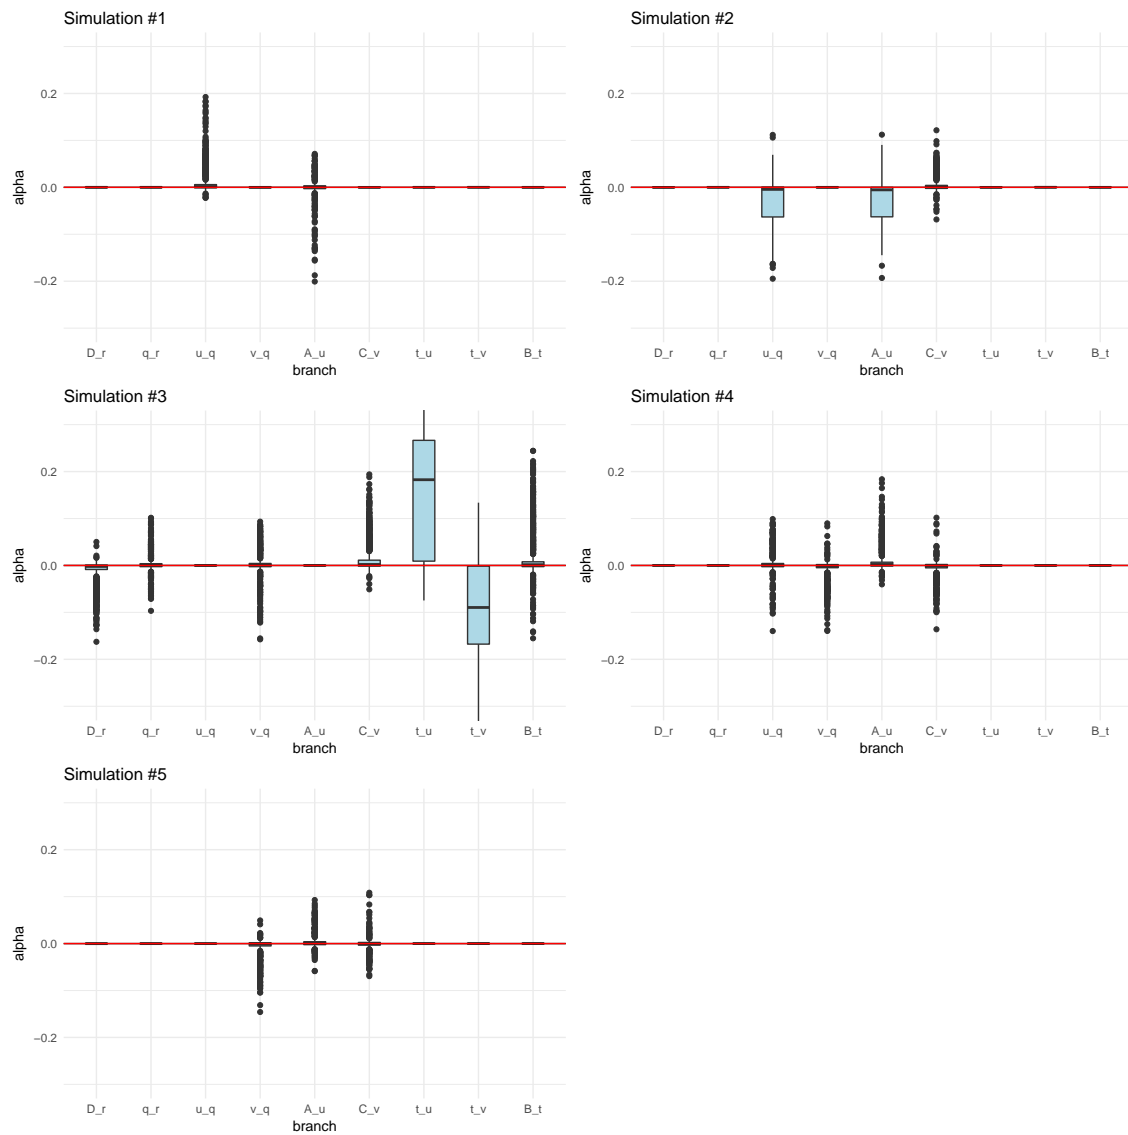 Simulation #1
0.2
0.0
−0.2
alpha
D_r q_r u_q v_q A_u C_v t_u t_v B_t
branch
Simulation #2
0.2
0.0
−0.2
alpha
D_r q_r u_q v_q A_u C_v t_u t_v B_t
branch
Simulation #3
0.2
0.0
−0.2
alpha
D_r q_r u_q v_q A_u C_v t_u t_v B_t
branch
Simulation #4
0.2
0.0
−0.2
alpha
D_r q_r u_q v_q A_u C_v t_u t_v B_t
branch
Simulation #5
0.2
0.0
−0.2
alpha
D_r q_r u_q v_q A_u C_v t_u t_v B_t
branch